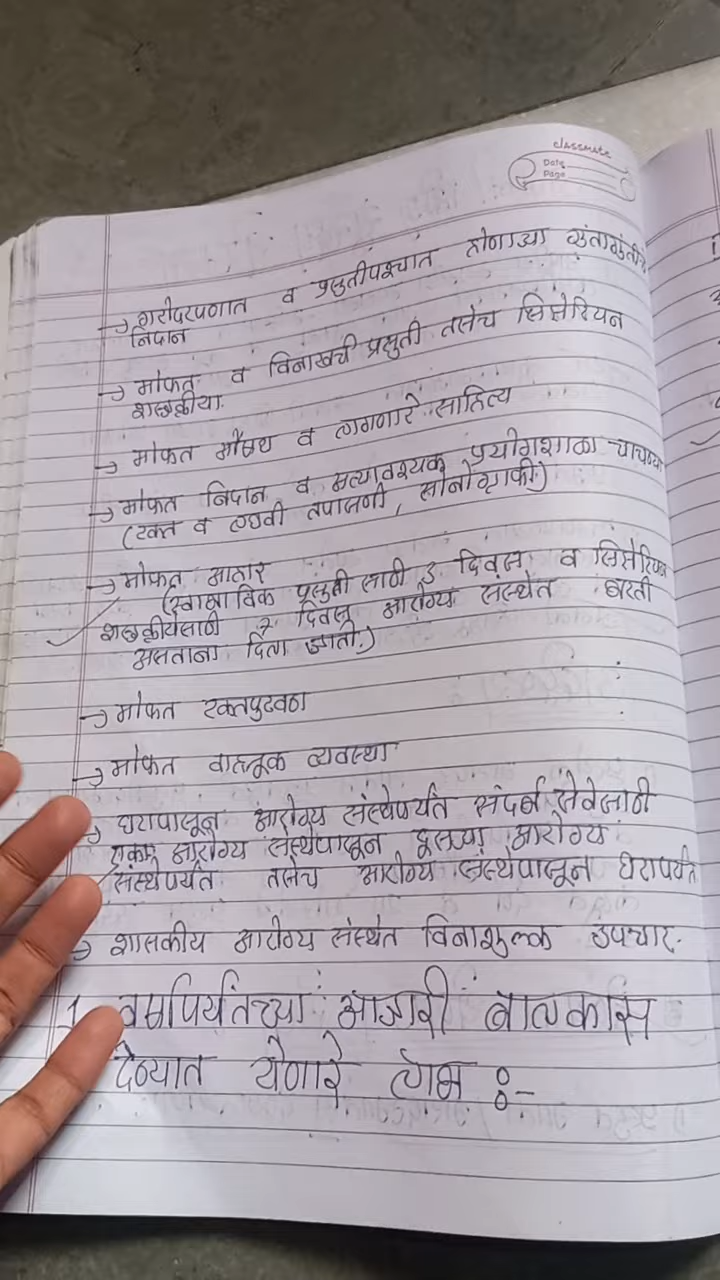 classmate
Date
Page
→ गरोदरपणात व प्रसुतीपश्चात होणाऱ्या
निदान
→ मोफत व विनाखर्ची प्रसुती तसेच सिसेरियन
शस्त्रक्रीया.
→ मोफत औषध व लागणारे साहित्य
→ मोफत निदान व अत्यावश्यक प्रयोगशाळा चाचण्या
(रक्त व लघवी तपासणी, सोनोग्राफी)
→ मोफत आहार
(स्वाभाविक प्रसुती साठी 3 दिवस व सिसेरियन
शस्त्रक्रीयेसाठी 7 दिवस आरोग्य संस्थेत भरती
असताना दिला जातो.)
→ मोफत रक्तपुरवठा
→ मोफत वाहतूक व्यवस्था
→ घरापासून आरोग्य संस्थेपर्यंत संदर्भ सेवेसाठी
एका आरोग्य संस्थेपासून दुसऱ्या आरोग्य
संस्थेपर्यंत तसेच आरोग्य संस्थेपासून घरापर्यंत
→ शासकीय आरोग्य संस्थेत विनाशुल्क उपचार.
1 वर्षापर्यंतच्या आजारी बालकास
देण्यात येणारे लाभ :-